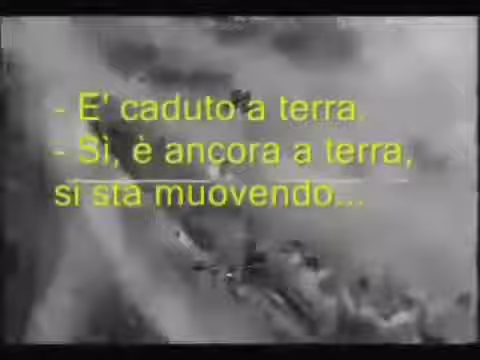 - E' caduto a terra.
- Sì, è ancora a terra,
si sta muovendo...